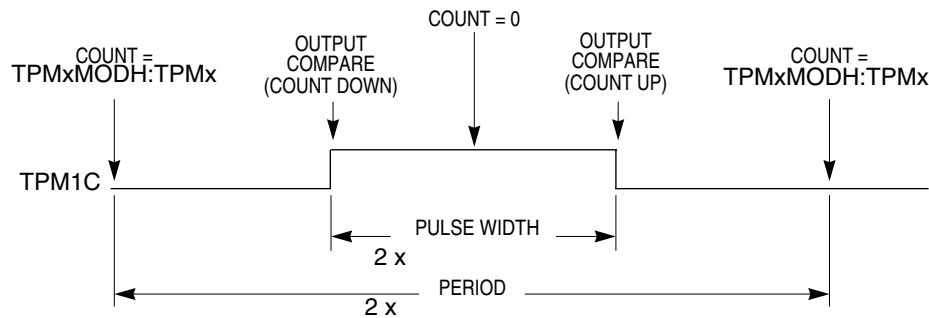 COUNT = 0
COUNT =
TPMxMODH:TPMx
OUTPUT
COMPARE
(COUNT DOWN)
OUTPUT
COMPARE
(COUNT UP)
COUNT =
TPMxMODH:TPMx
TPM1C
PULSE WIDTH
2 x
PERIOD
2 x